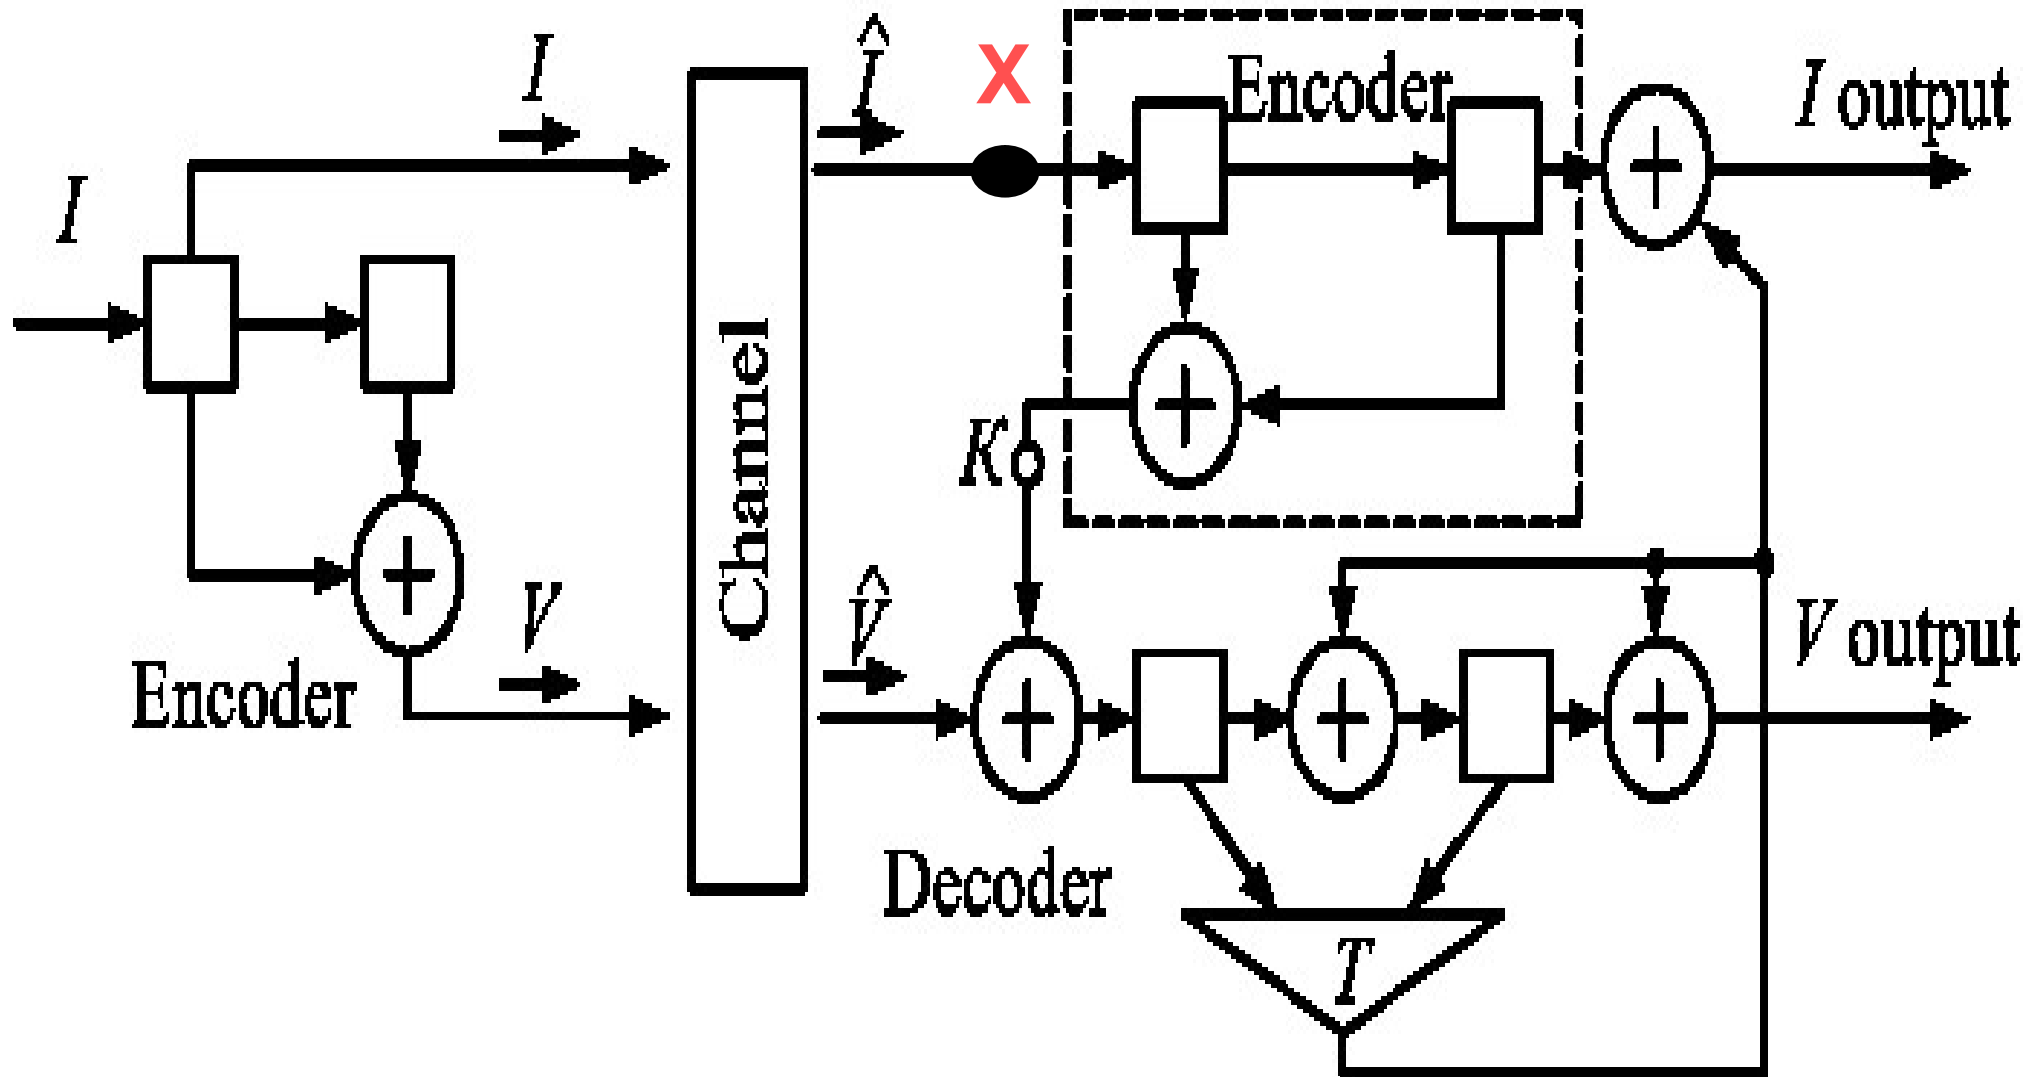 I
I
Î
X
Encoder
I output
K
Channel
V
V̂
V output
Encoder
Decoder
T